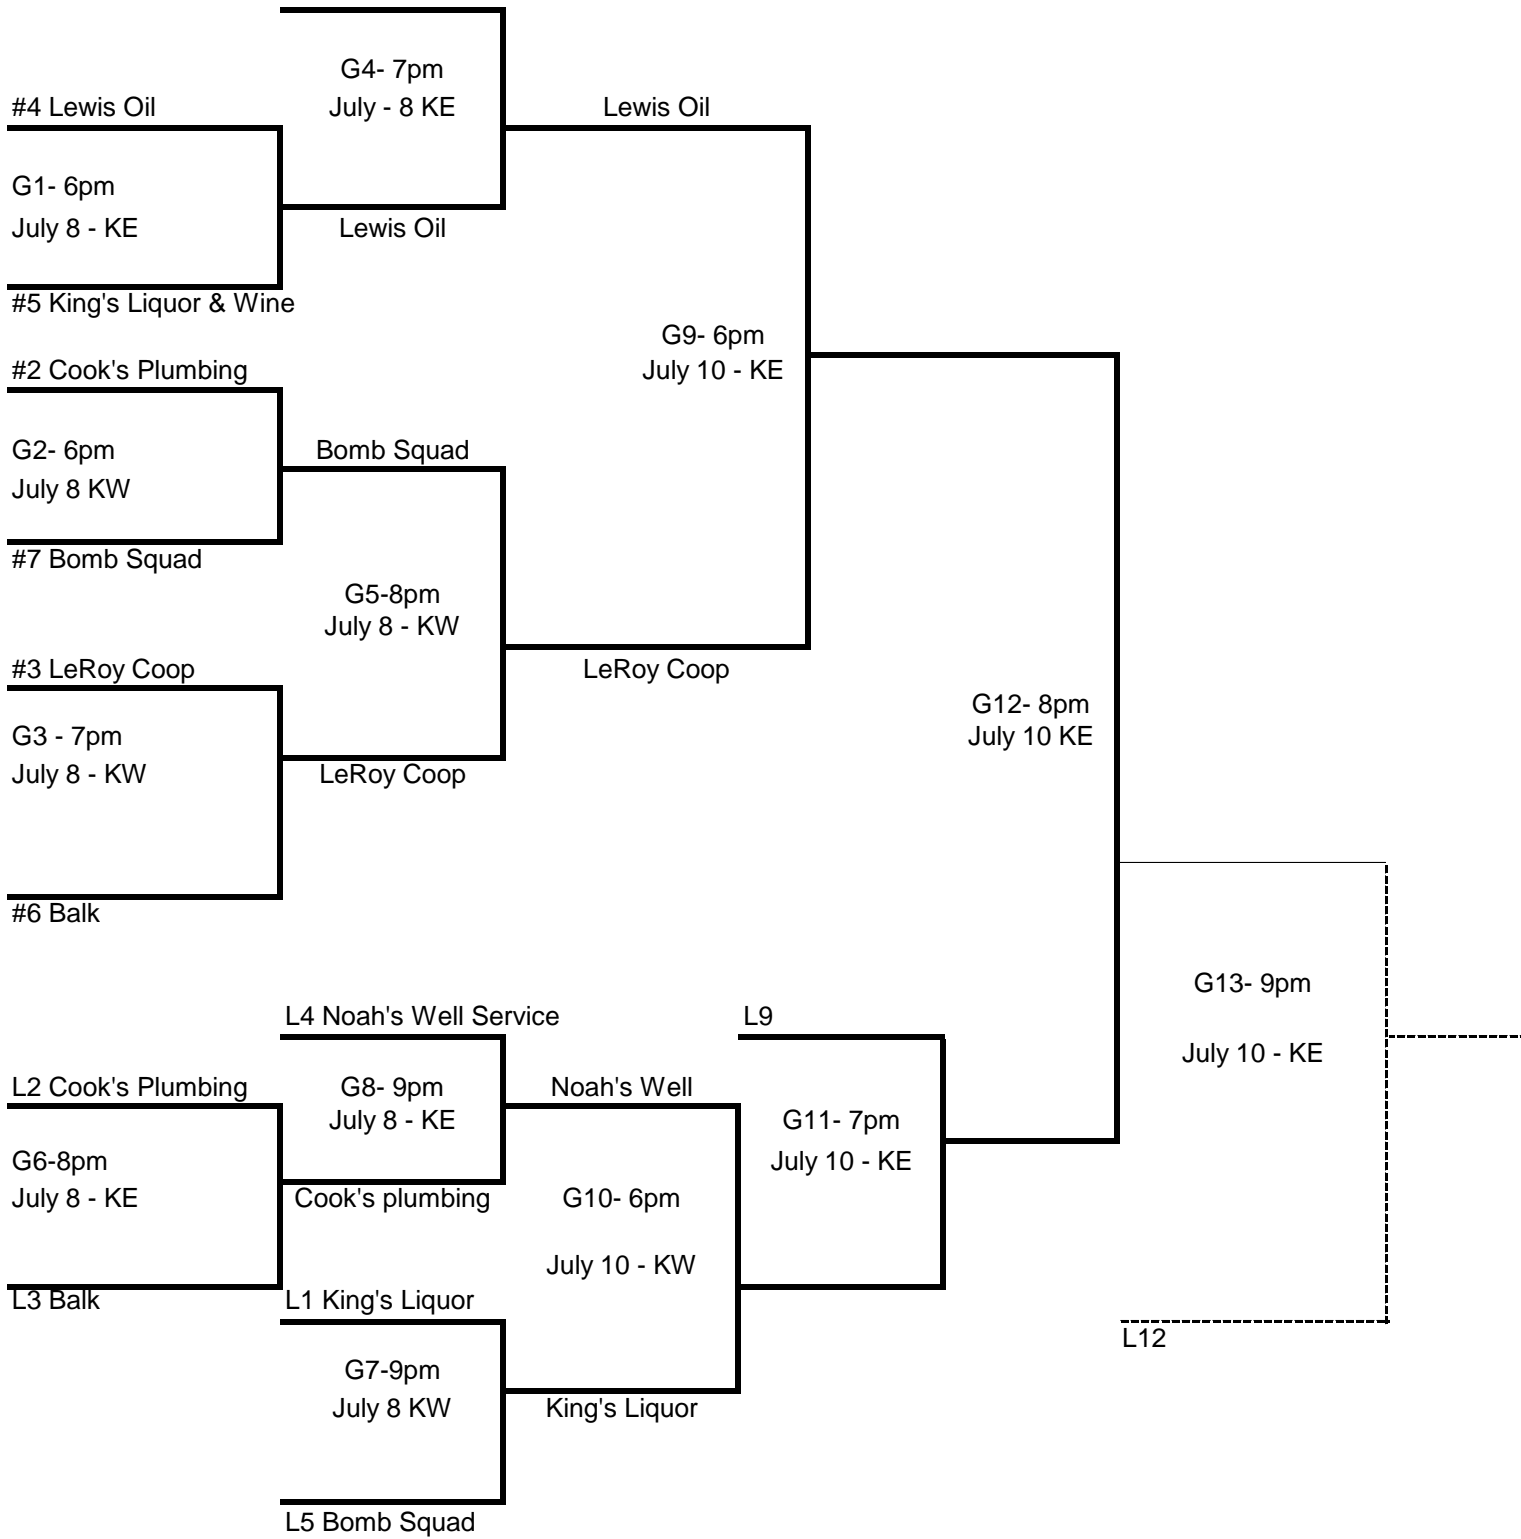 G4- 7pm
July - 8 KE
#4 Lewis Oil
Lewis Oil
G1- 6pm
July 8 - KE
Lewis Oil
#5 King's Liquor & Wine
G9- 6pm
July 10 - KE
#2 Cook's Plumbing
G2- 6pm
July 8 KW
Bomb Squad
#7 Bomb Squad
G5-8pm
July 8 - KW
#3 LeRoy Coop
LeRoy Coop
G3 - 7pm
July 8 - KW
LeRoy Coop
G12- 8pm
July 10 KE
#6 Balk
G13- 9pm
July 10 - KE
L4 Noah's Well Service
L9
L2 Cook's Plumbing
G8- 9pm
July 8 - KE
Noah's Well
G11- 7pm
July 10 - KE
G6-8pm
July 8 - KE
Cook's plumbing
G10- 6pm
July 10 - KW
L3 Balk
L1 King's Liquor
L12
G7-9pm
July 8 KW
King's Liquor
L5 Bomb Squad